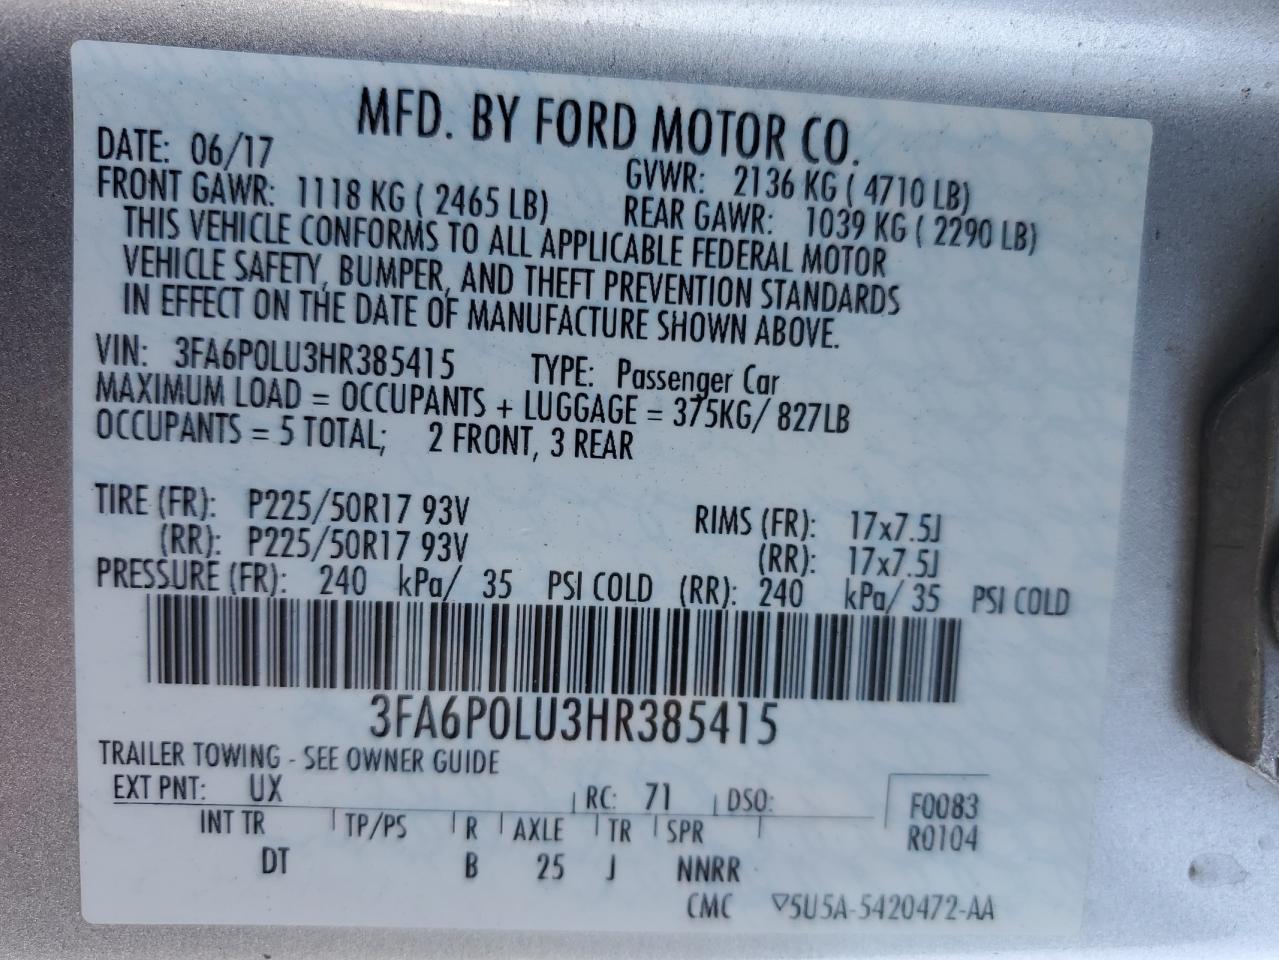 MFD. BY FORD MOTOR CO.
DATE: 06/17 GVWR: 2136 KG ( 4710 LB)
FRONT GAWR: 1118 KG ( 2465 LB) REAR GAWR: 1039 KG ( 2290 LB)
THIS VEHICLE CONFORMS TO ALL APPLICABLE FEDERAL MOTOR
VEHICLE SAFETY, BUMPER, AND THEFT PREVENTION STANDARDS
IN EFFECT ON THE DATE OF MANUFACTURE SHOWN ABOVE.
VIN: 3FA6P0LU3HR385415 TYPE: Passenger Car
MAXIMUM LOAD = OCCUPANTS + LUGGAGE = 375KG/ 827LB
OCCUPANTS = 5 TOTAL; 2 FRONT, 3 REAR
TIRE (FR): P225/50R17 93V RIMS (FR): 17x7.5J
(RR): P225/50R17 93V (RR): 17x7.5J
PRESSURE (FR): 240 kPa/ 35 PSI COLD (RR): 240 kPa/ 35 PSI COLD
3FA6P0LU3HR385415
TRAILER TOWING - SEE OWNER GUIDE
EXT PNT: UX RC: 71 DSO: F0083
INT TR TP/PS R AXLE TR SPR R0104
DT B 25 J NNRR
CMC ▽5U5A-5420472-AA